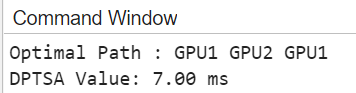 Command Window
Optimal Path : GPU1 GPU2 GPU1
DPTSA Value: 7.00 ms